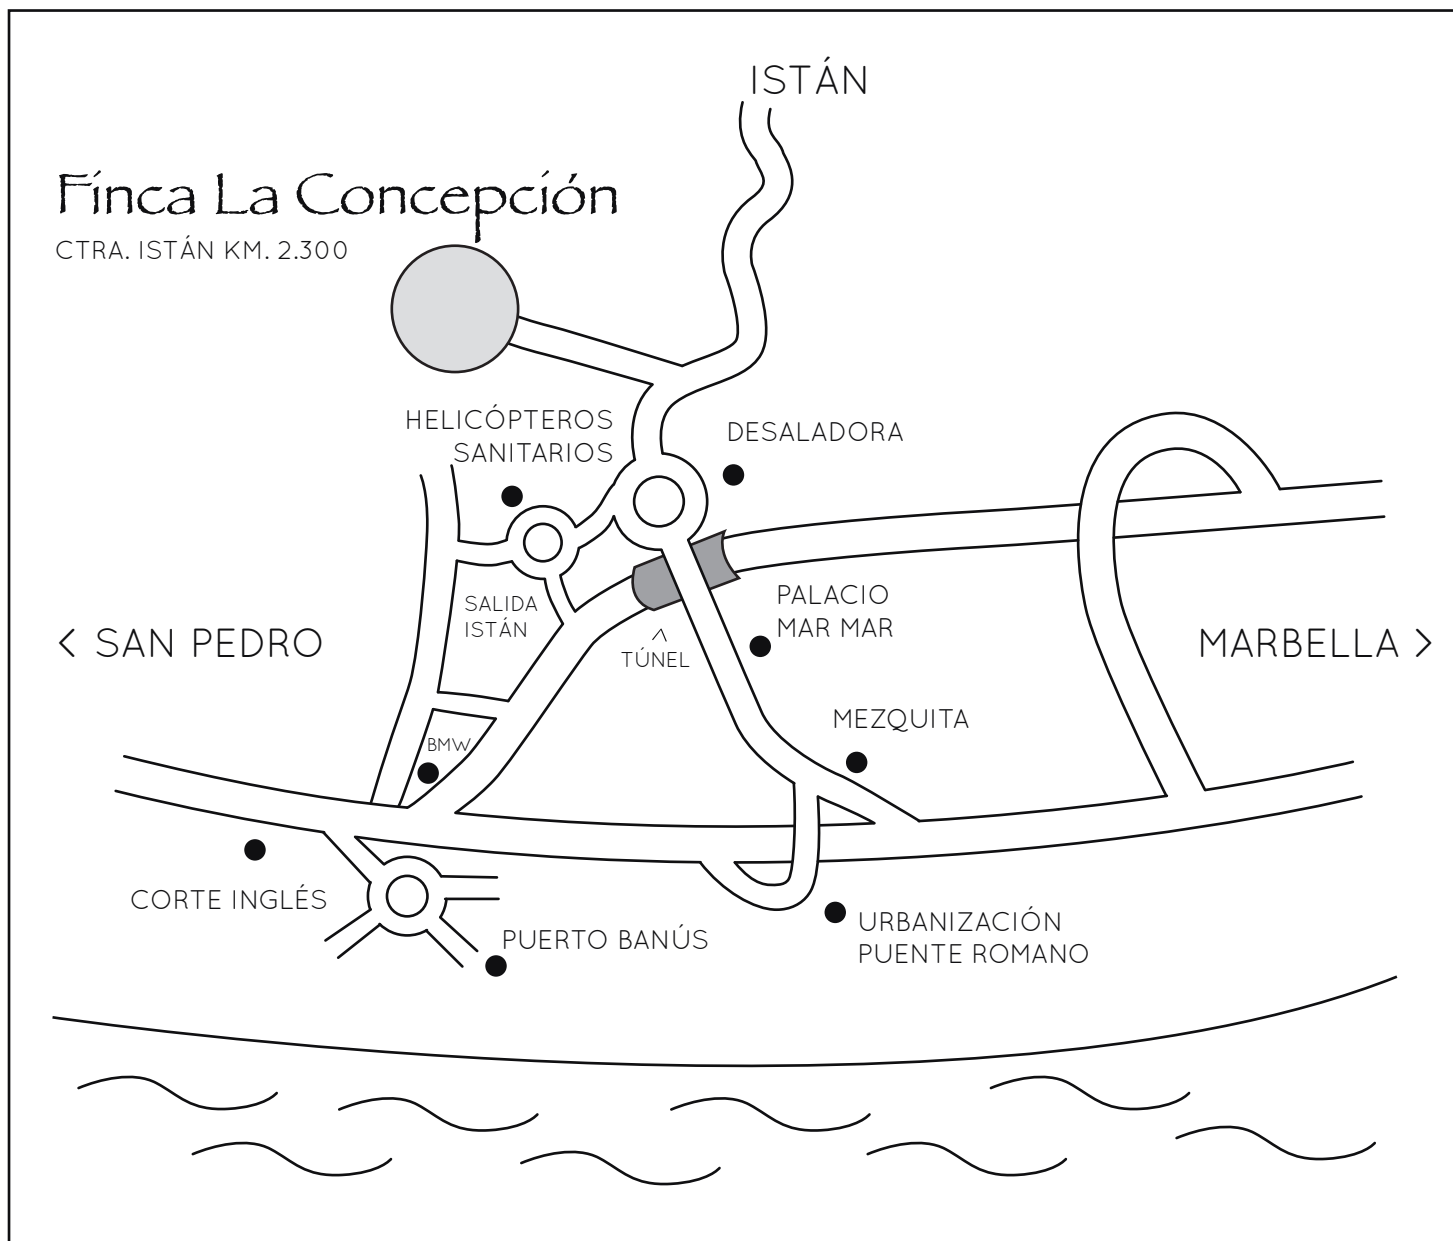 ISTÁN
Finca La Concepción
CTRA. ISTÁN KM. 2.300
HELICÓPTEROS
SANITARIOS
DESALADORA
SALIDA
ISTÁN
^
TÚNEL
PALACIO
MAR MAR
< SAN PEDRO
MARBELLA >
MEZQUITA
BMW
CORTE INGLÉS
PUERTO BANÚS
URBANIZACIÓN
PUENTE ROMANO